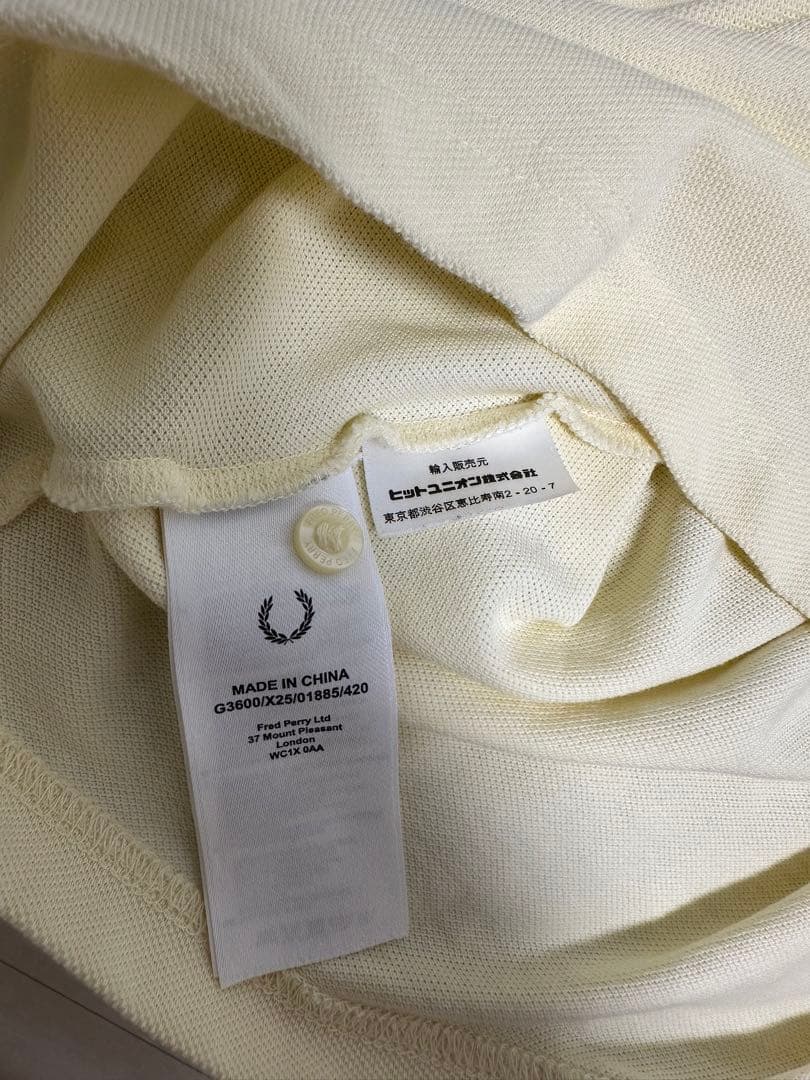 輸入販売元
ヒットユニオン株式会社
東京都渋谷区恵比寿南2-20-7
FRED PERRY
MADE IN CHINA
G3600/X25/01885/420
Fred Perry Ltd
37 Mount Pleasant
London
WC1X 0AA